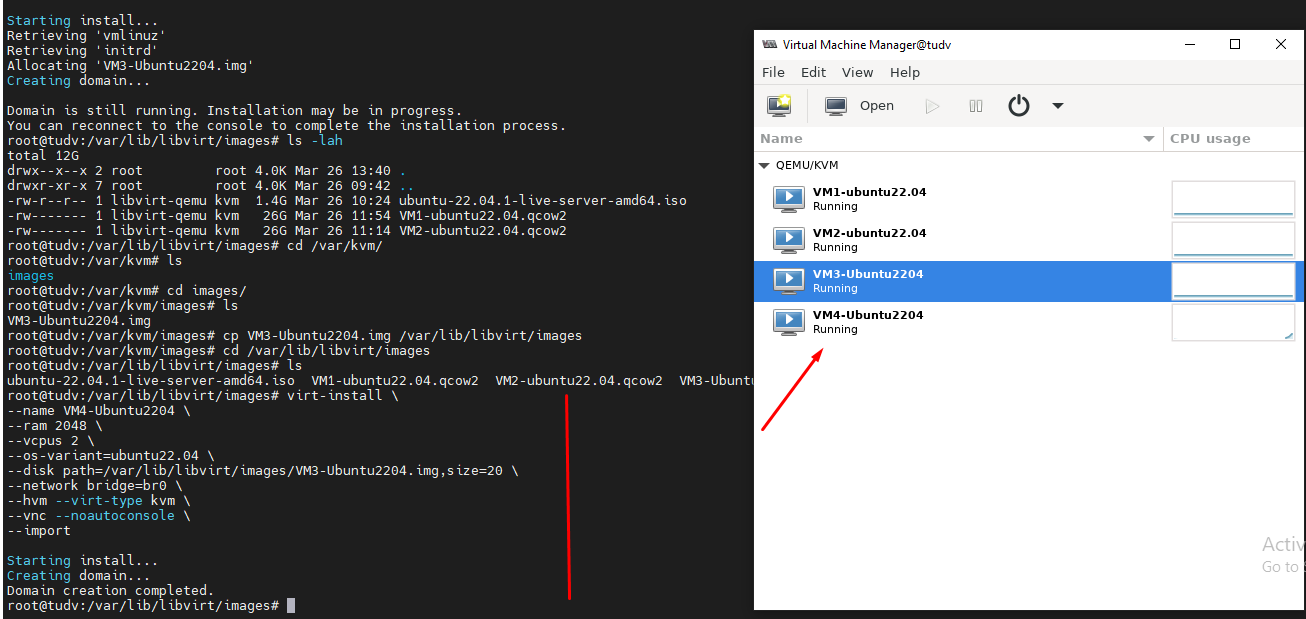 Starting install...
Retrieving 'vmlinuz'
Retrieving 'initrd'
Allocating 'VM3-Ubuntu2204.img'
Creating domain...
Domain is still running. Installation may be in progress.
You can reconnect to the console to complete the installation process.
root@tudv:/var/lib/libvirt/images# ls -lah
total 12G
drwx--x--x 2 root         root 4.0K Mar 26 13:40 .
drwxr-xr-x 7 root         root 4.0K Mar 26 09:42 ..
-rw-r--r-- 1 libvirt-qemu kvm  1.4G Mar 26 10:24 ubuntu-22.04.1-live-server-amd64.iso
-rw------- 1 libvirt-qemu kvm   26G Mar 26 11:54 VM1-ubuntu22.04.qcow2
-rw------- 1 libvirt-qemu kvm   26G Mar 26 11:14 VM2-ubuntu22.04.qcow2
root@tudv:/var/lib/libvirt/images# cd /var/kvm/
root@tudv:/var/kvm# ls
images
root@tudv:/var/kvm# cd images/
root@tudv:/var/kvm/images# ls
VM3-Ubuntu2204.img
root@tudv:/var/kvm/images# cp VM3-Ubuntu2204.img /var/lib/libvirt/images
root@tudv:/var/kvm/images# cd /var/lib/libvirt/images
root@tudv:/var/lib/libvirt/images# ls
ubuntu-22.04.1-live-server-amd64.iso  VM1-ubuntu22.04.qcow2  VM2-ubuntu22.04.qcow2  VM3-Ubunt
root@tudv:/var/lib/libvirt/images# virt-install \
--name VM4-Ubuntu2204 \
--ram 2048 \
--vcpus 2 \
--os-variant=ubuntu22.04 \
--disk path=/var/lib/libvirt/images/VM3-Ubuntu2204.img,size=20 \
--network bridge=br0 \
--hvm --virt-type kvm \
--vnc --noautoconsole \
--import
Starting install...
Creating domain...
Domain creation completed.
root@tudv:/var/lib/libvirt/images#
Virtual Machine Manager@tudv
File Edit View Help
Open
Name CPU usage
QEMU/KVM
VM1-ubuntu22.04
Running
VM2-ubuntu22.04
Running
VM3-Ubuntu2204
Running
VM4-Ubuntu2204
Running
Activ
Go to